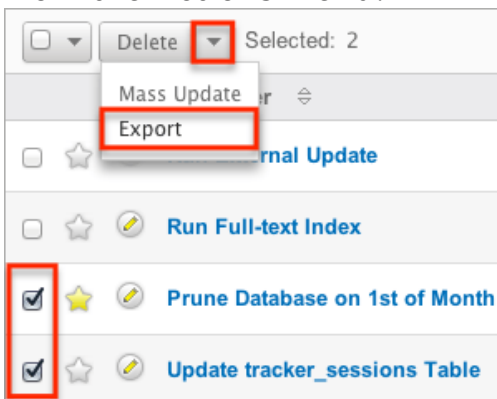 Delete Selected: 2
Mass Update
Export
rnal Update
Run Full-text Index
Prune Database on 1st of Month
Update tracker_sessions Table